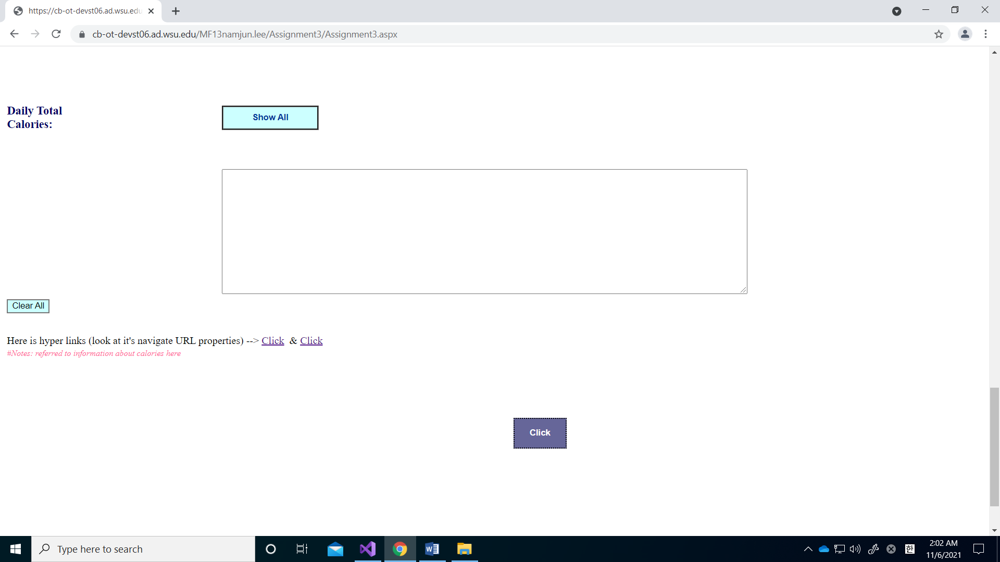 https://cb-ot-devst06.ad.wsu.edu
cb-ot-devst06.ad.wsu.edu/MF13namjun.lee/Assignment3/Assignment3.aspx
Daily Total
Calories:
Show All
Clear All
Here is hyper links (look at it's navigate URL properties) --> Click & Click
#Notes: referred to information about calories here
Click
Type here to search
한
2:02 AM
11/6/2021